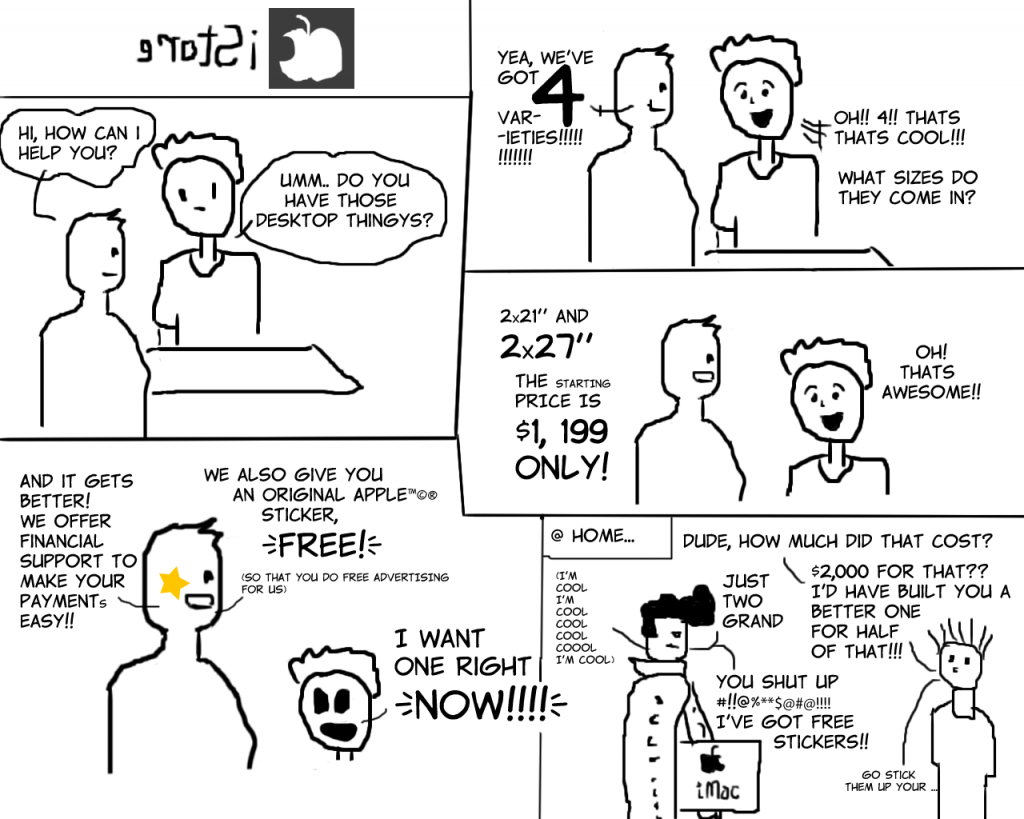 iStore
HI, HOW CAN I
HELP YOU?
UMM.. DO YOU
HAVE THOSE
DESKTOP THINGYS?
YEA, WE'VE
GOT
4
VAR-
-IETIES!!!!!
!!!!!!!
OH!! 4!! THATS
THATS COOL!!!
WHAT SIZES DO
THEY COME IN?
2x21'' AND
2x27''
THE STARTING
PRICE IS
$1, 199
ONLY!
OH!
THATS
AWESOME!!
AND IT GETS
BETTER!
WE OFFER
FINANCIAL
SUPPORT TO
MAKE YOUR
PAYMENTs
EASY!!
WE ALSO GIVE YOU
AN ORIGINAL APPLE™©®
STICKER,
FREE!
(SO THAT YOU DO FREE ADVERTISING
FOR US)
I WANT
ONE RIGHT
NOW!!!!
@ HOME...
DUDE, HOW MUCH DID THAT COST?
(I'M
COOL
I'M
COOL
COOL
COOL
COOOL
I'M COOL)
JUST
TWO
GRAND
$2,000 FOR THAT??
I'D HAVE BUILT YOU A
BETTER ONE
FOR HALF
OF THAT!!!
YOU SHUT UP
#!!@%**$@#@!!!!
I'VE GOT FREE
STICKERS!!
iMac
GO STICK
THEM UP YOUR ...